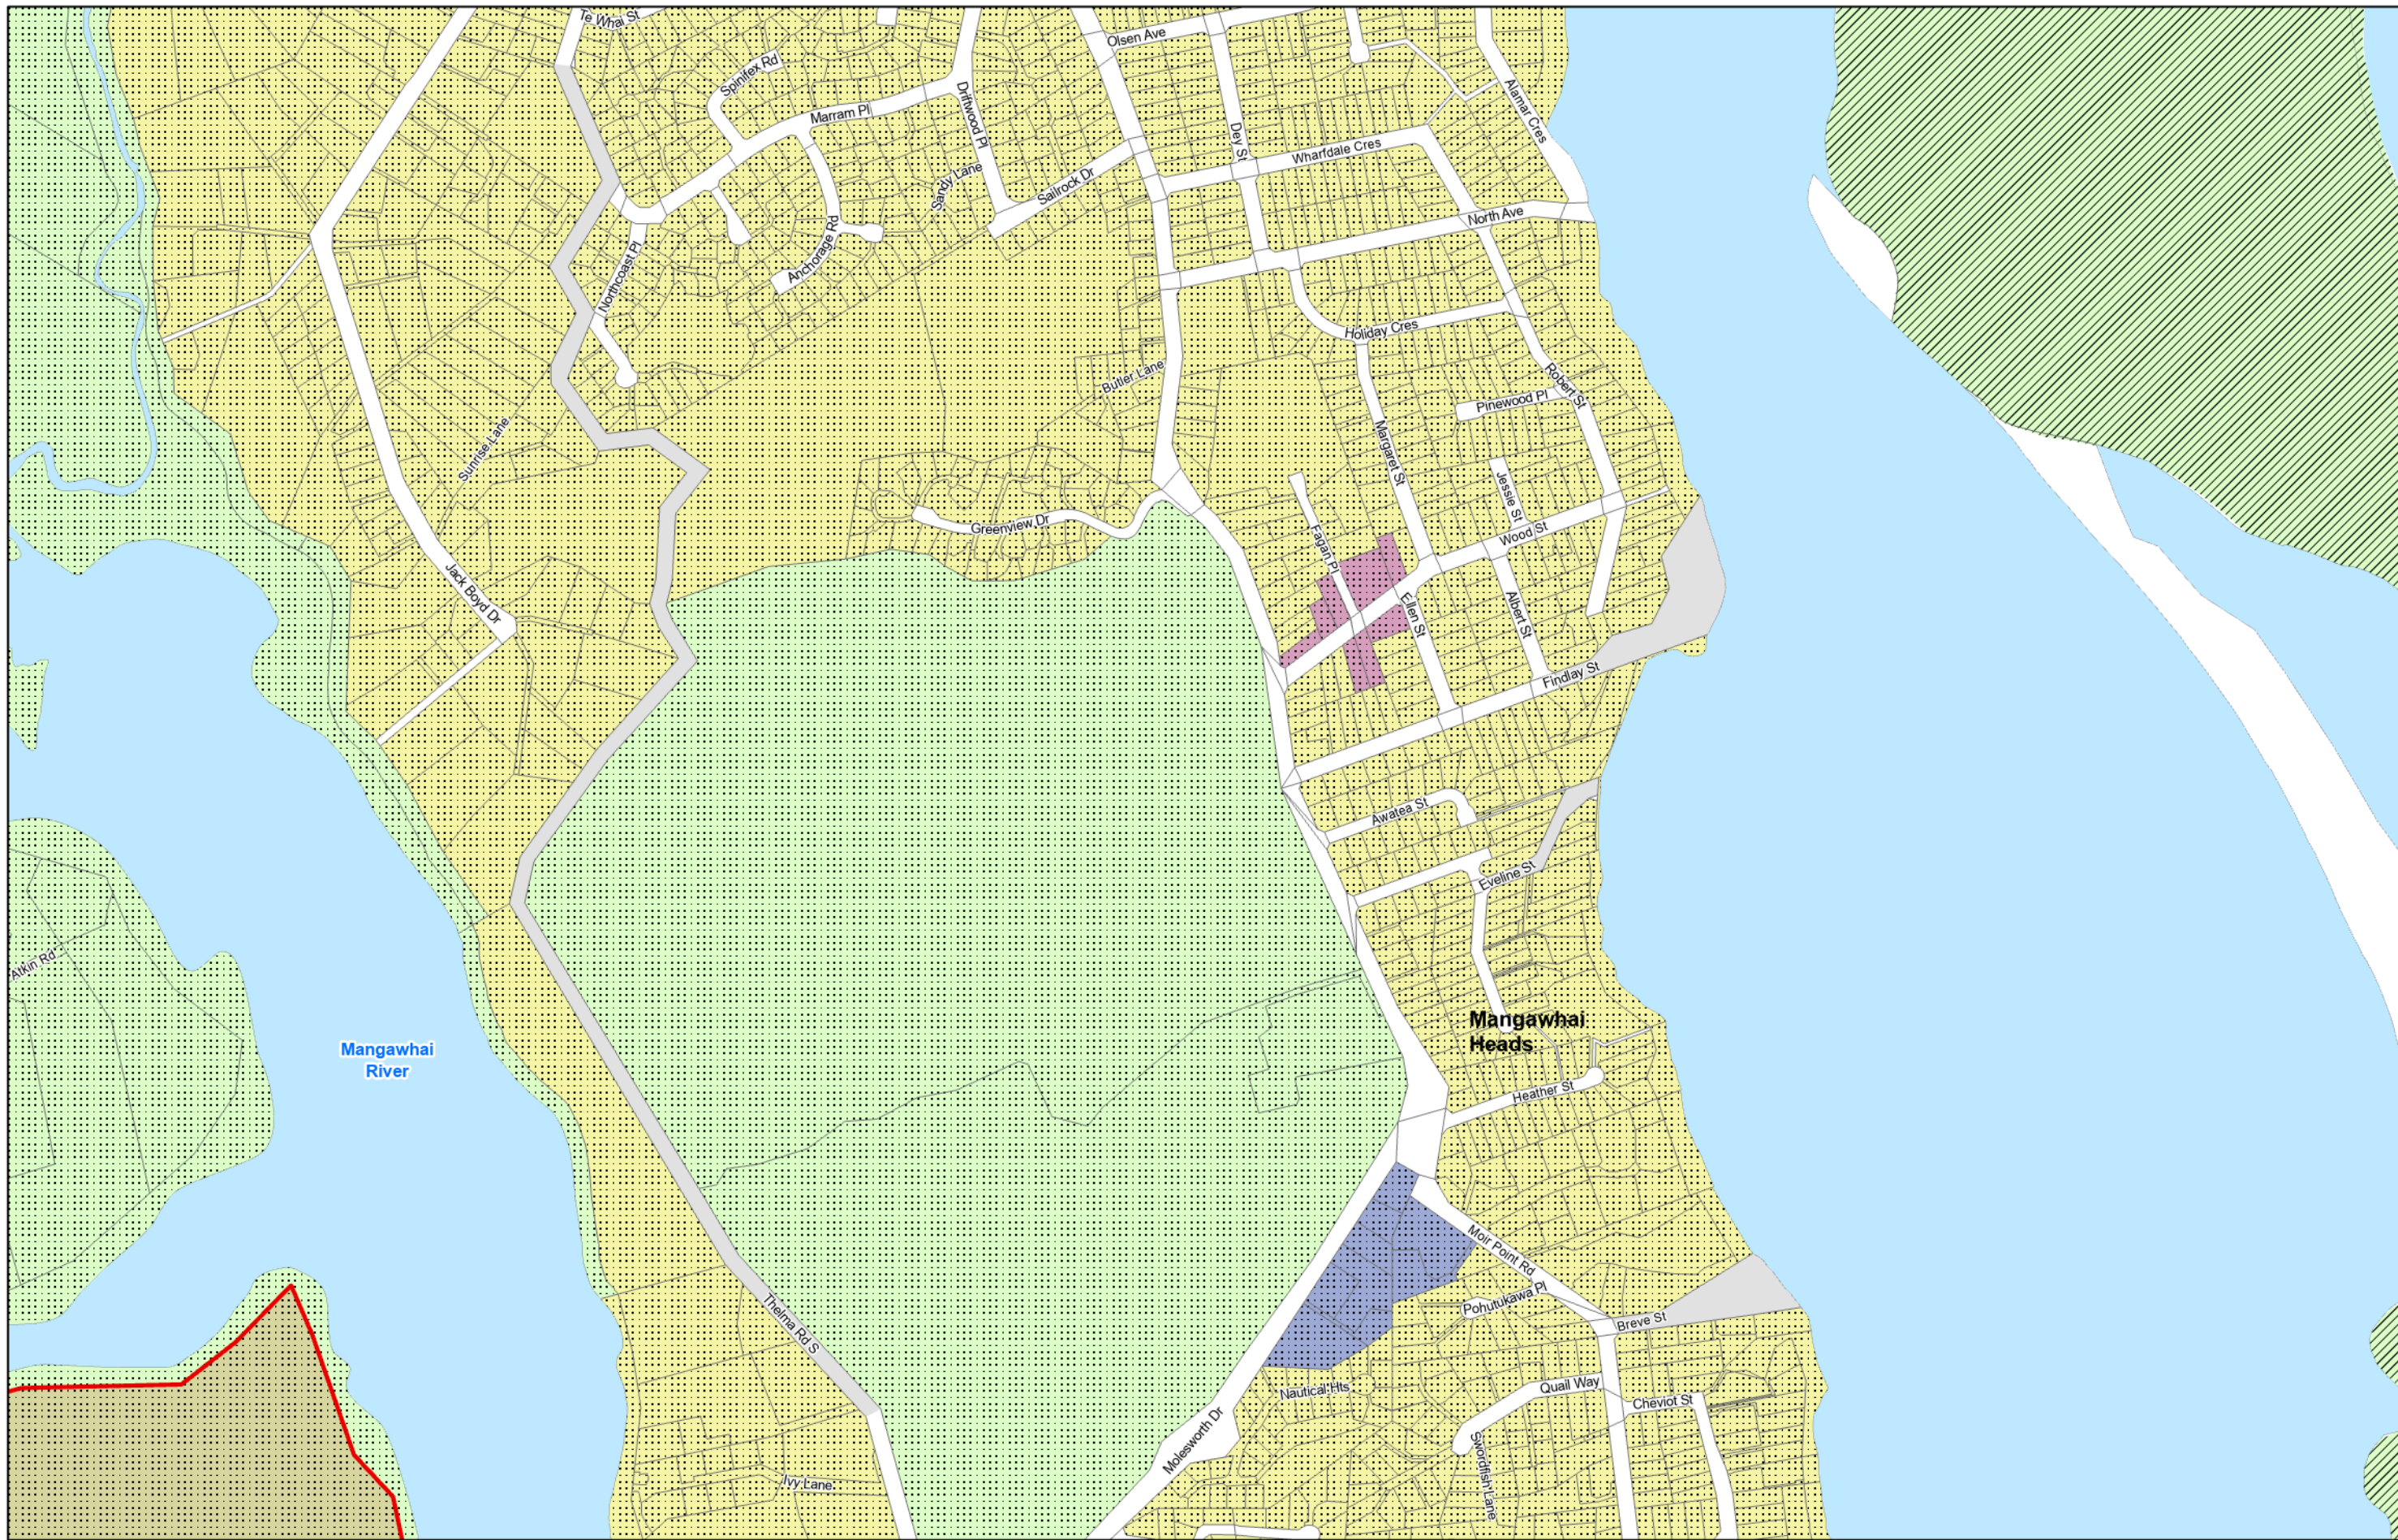 Te Whai St
Olsen Ave
Spinifex Rd
Alamar Cres
Driftwood Pl
Marram Pl
Dey St
Wharfdale Cres
Sandy Lane
Sailrock Dr
North Ave
Anchorage Rd
Northcoast Pl
Holiday Cres
Butler Lane
Robert St
Pinewood Pl
Sunrise Lane
Margaret St
Jessie St
Greenview Dr
Wood St
Fagan Pl
Jack Boyd Dr
Ellen St
Albert St
Findlay St
Awatea St
Eveline St
Atkin Rd
Mangawhai
Heads
Mangawhai
River
Heather St
Moir Point Rd
Pohutukawa Pl
Thelma Rd S
Breve St
Nautical Hts
Quail Way
Cheviot St
Molesworth Dr
Swordfish Lane
Ivy Lane